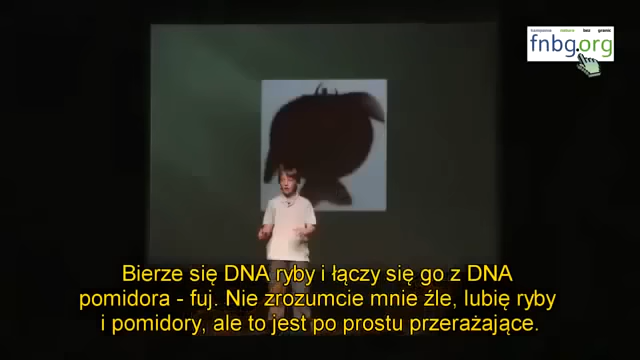 fnbg.org
Bierze się DNA ryby i łączy się go z DNA
pomidora - fuj. Nie zrozumcie mnie źle, lubię ryby
i pomidory, ale to jest po prostu przerażające.